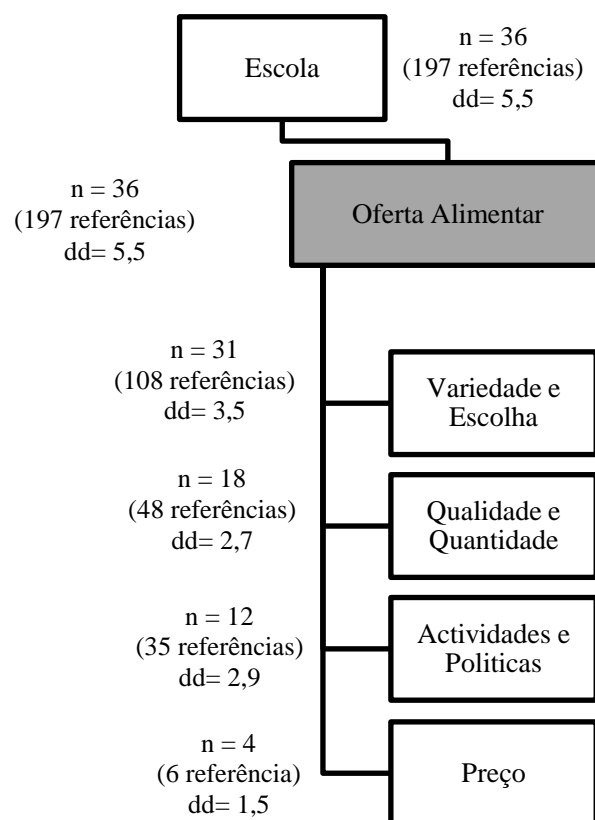 Escola
n = 36
(197 referências)
dd= 5,5
n = 36
(197 referências)
dd= 5,5
Oferta Alimentar
n = 31
(108 referências)
dd= 3,5
Variedade e
Escolha
n = 18
(48 referências)
dd= 2,7
Qualidade e
Quantidade
n = 12
(35 referências)
dd= 2,9
Actividades e
Politicas
n = 4
(6 referência)
dd= 1,5
Preço